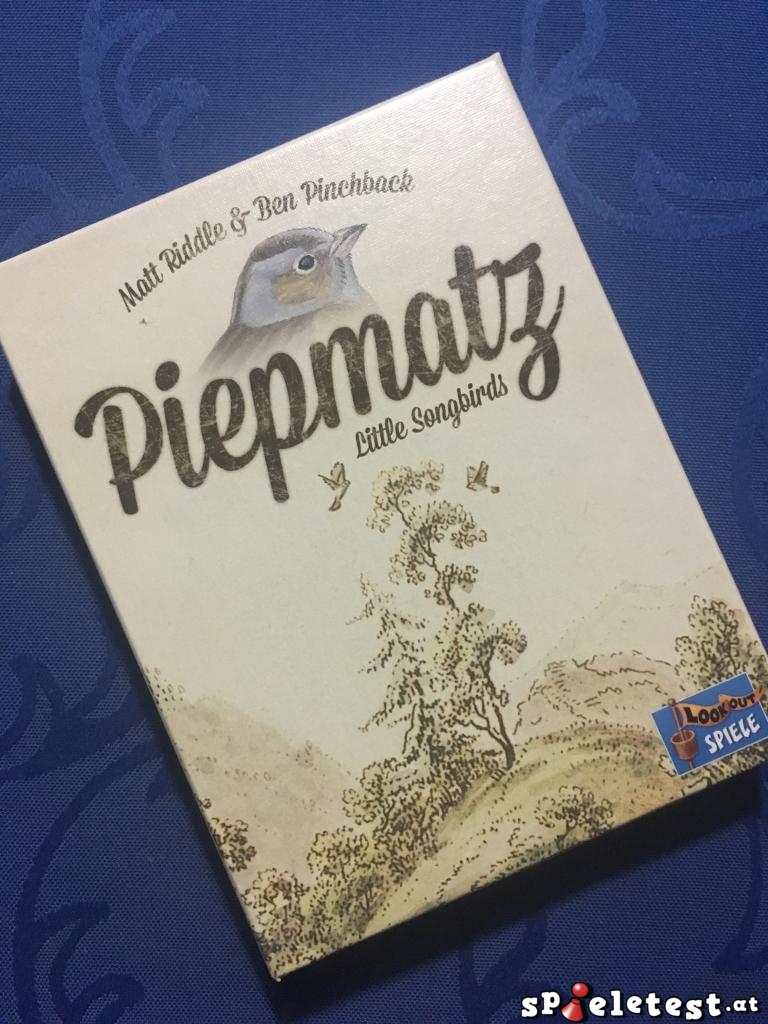 Matt Riddle & Ben Pinchback
Piepmatz
Little Songbirds
LOOKOUT
SPIELE
spieletest.at